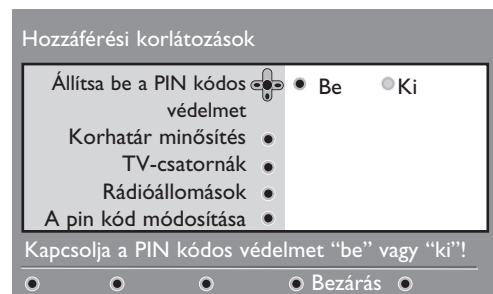 Hozzáférési korlátozások
Állítsa be a PIN kódos
védelmet
Be Ki
Korhatár minősítés
TV-csatornák
Rádióállomások
A pin kód módosítása
Kapcsolja a PIN kódos védelmet “be” vagy “ki”!
Bezárás